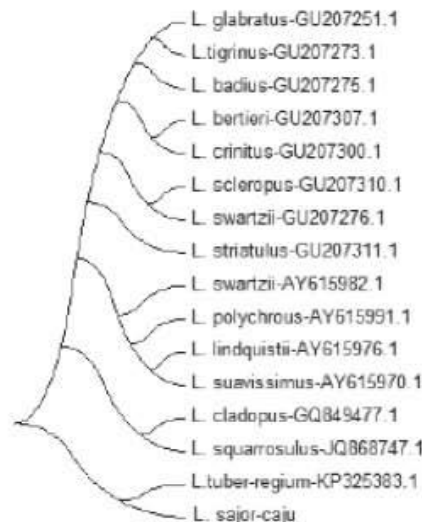 L. glabratus-GU207251.1
L.tigrinus-GU207273.1
L. badius-GU207275.1
L. bertieri-GU207307.1
L. crinitus-GU207300.1
L. scleropus-GU207310.1
L. swartzii-GU207276.1
L. striatulus-GU207311.1
L. swartzii-AY615982.1
L. polychrous-AY615991.1
L. lindquistii-AY615976.1
L. suavissimus-AY615970.1
L. cladopus-GQ849477.1
L. squarrosulus-JQ868747.1
L.tuber-regium-KP325383.1
L. sajor-caju